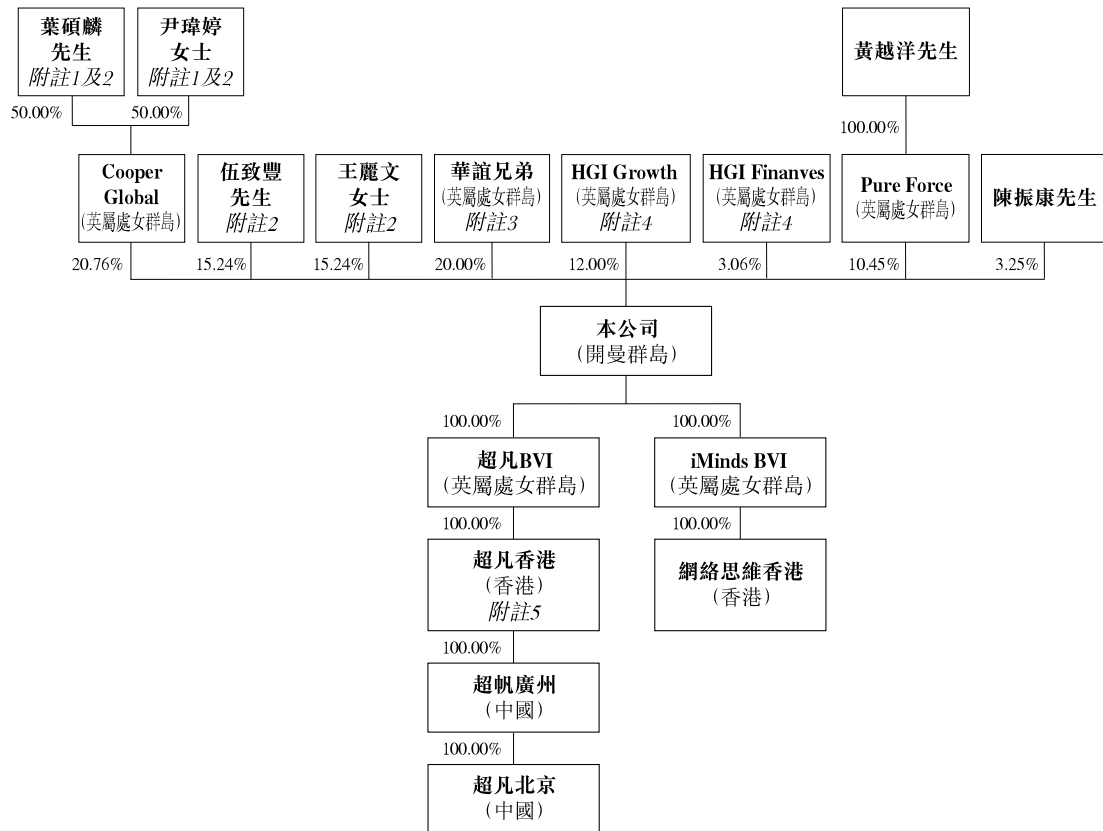 葉碩麟
先生
附註1及2
尹瑋婷
女士
附註1及2
黃越洋先生
50.00%
50.00%
100.00%
Cooper
Global
(英屬處女群島)
伍致豐
先生
附註2
王麗文
女士
附註2
華誼兄弟
(英屬處女群島)
附註3
HGI Growth
(英屬處女群島)
附註4
HGI Finanves
(英屬處女群島)
附註4
Pure Force
(英屬處女群島)
陳振康先生
20.76%
15.24%
15.24%
20.00%
12.00%
3.06%
10.45%
3.25%
本公司
(開曼群島)
100.00%
100.00%
超凡BVI
(英屬處女群島)
iMinds BVI
(英屬處女群島)
100.00%
100.00%
超凡香港
(香港)
附註5
網絡思維香港
(香港)
100.00%
超帆廣州
(中國)
100.00%
超凡北京
(中國)